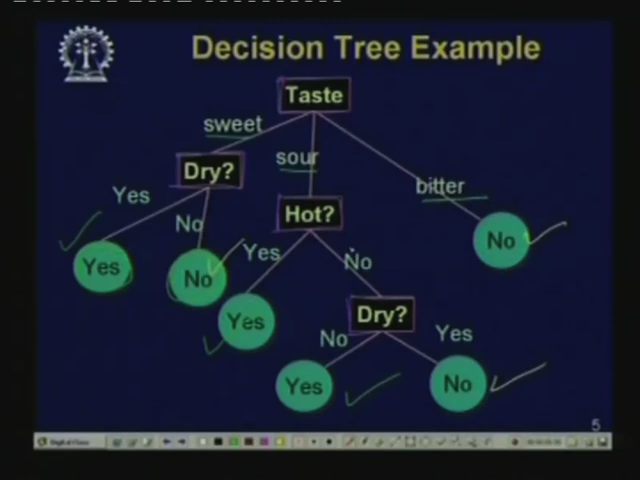 Decision Tree Example
Taste
sweet
sour
bitter
Dry?
Hot?
Yes
No
Yes
No
No
Yes
No
Yes
Dry?
No
Yes
Yes
No
5